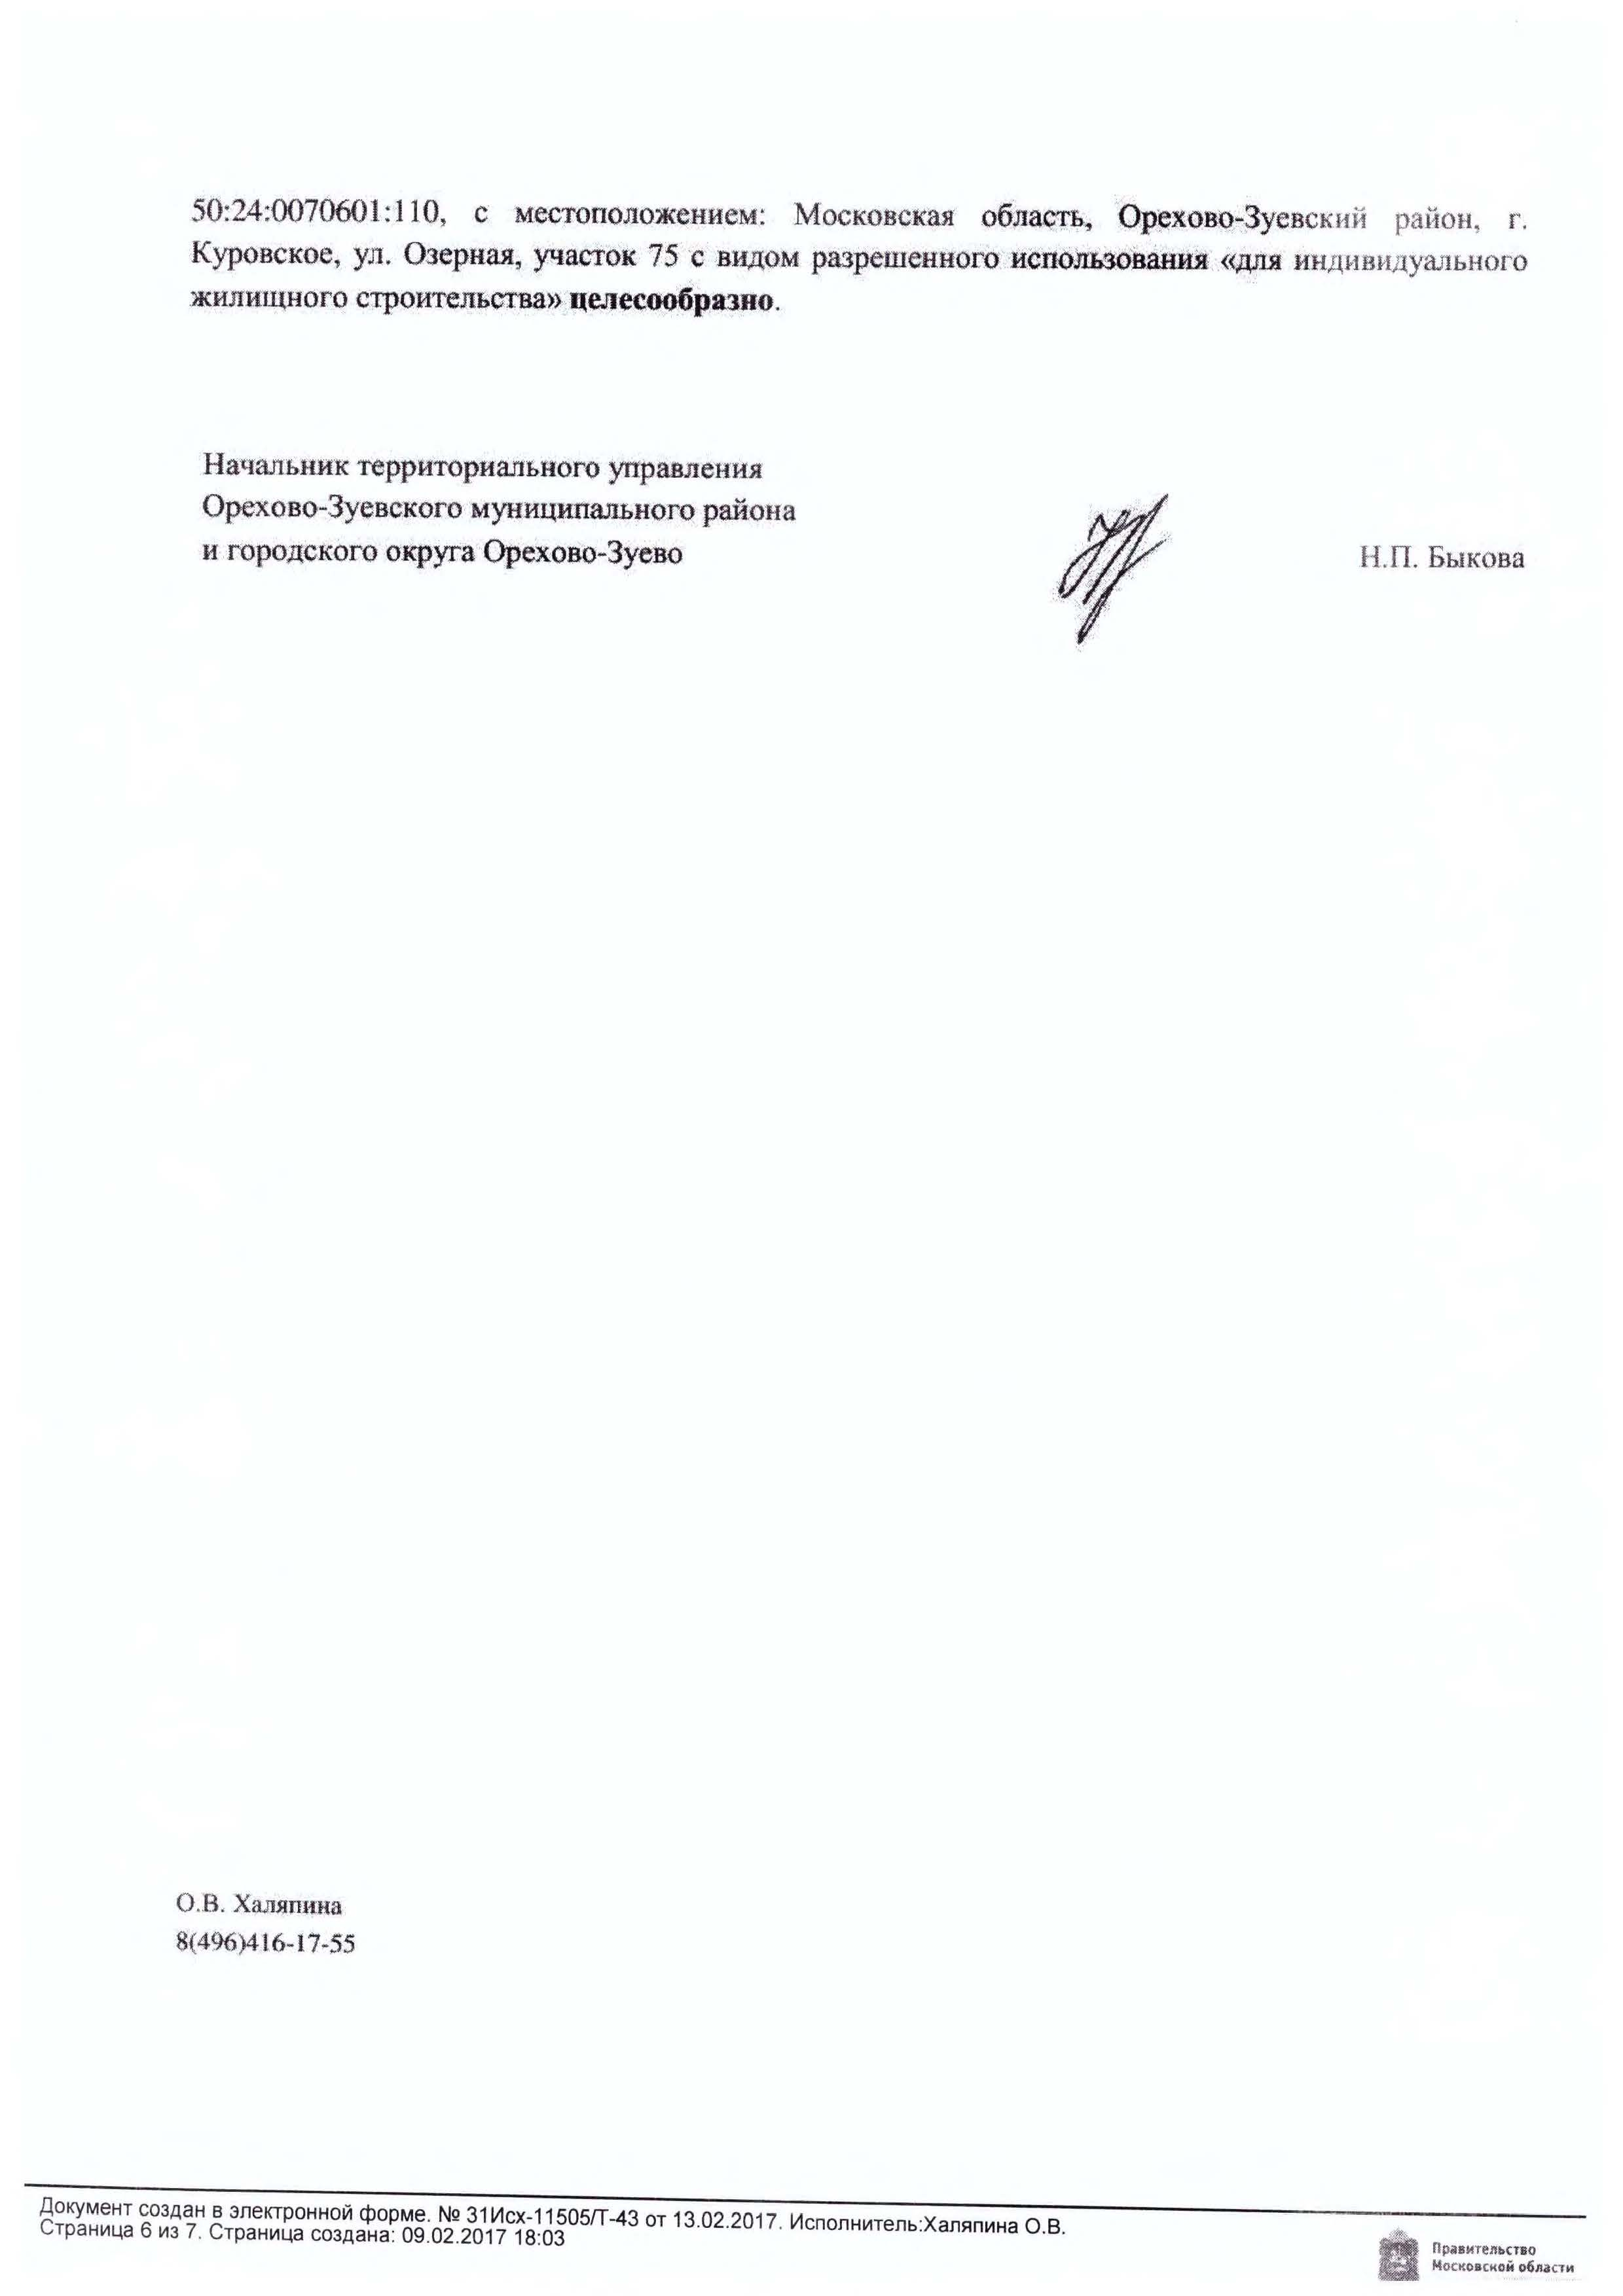 50:24:0070601:110, с местоположением: Московская область, Орехово-Зуевский район, г.
Куровское, ул. Озерная, участок 75 с видом разрешенного использования «для индивидуального
жилищного строительства» целесообразно.
Начальник территориального управления
Орехово-Зуевского муниципального района
и городского округа Орехово-Зуево
Н.П. Быкова
О.В. Халяпина
8(496)416-17-55
Документ создан в электронной форме. № 31Исх-11505/Т-43 от 13.02.2017. Исполнитель:Халяпина О.В.
Страница 6 из 7. Страница создана: 09.02.2017 18:03
Правительство
Московской области